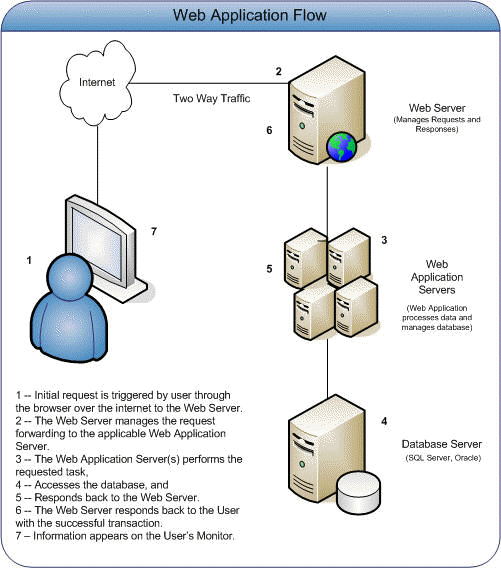 Web Application Flow
Internet
Two Way Traffic
2
Web Server
(Manages Requests and
Responses)
6
7
1
3
5
Web
Application
Servers
(Web Application
processes data and
manages database)
4
Database Server
(SQL Server, Oracle)
1 -- Initial request is triggered by user through
the browser over the internet to the Web Server.
2 -- The Web Server manages the request
forwarding to the applicable Web Application
Server.
3 -- The Web Application Server(s) performs the
requested task,
4 -- Accesses the database, and
5 -- Responds back to the Web Server.
6 -- The Web Server responds back to the User
with the successful transaction.
7 – Information appears on the User's Monitor.